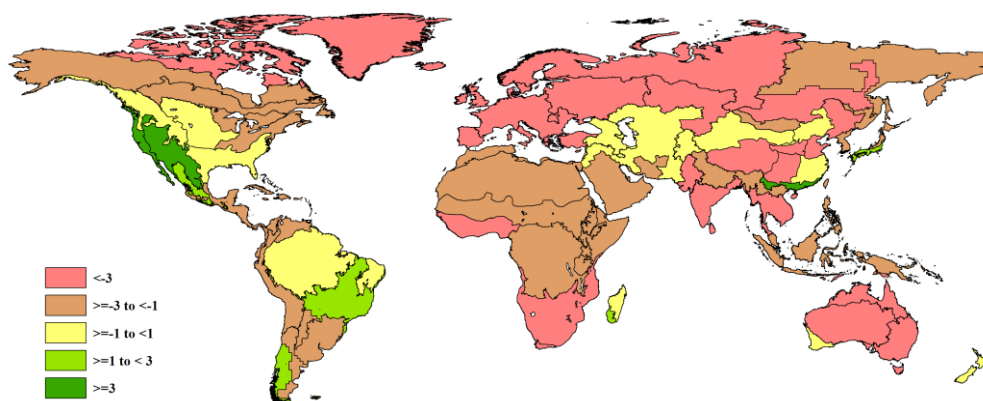 <-3
>=-3 to <-1
>=-1 to <1
>=1 to < 3
>=3